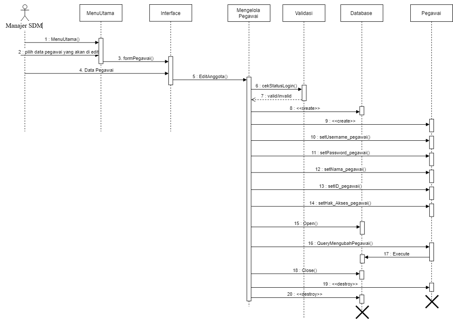 MenuUtama
Interface
Mengelola
Pegawai
Validasi
Database
Pegawai
Manajer SDM
1 : MenuUtama()
2 : pilih data pegawai yang akan di edit
3 : formPegawai()
4 : Data Pegawai
5 : EditAnggota()
6 : cekStatusLogin()
7 : valid/invalid
8 : <<create>>
9 : <<create>>
10 : setUsername_pegawai()
11 : setPassword_pegawai()
12 : setNama_pegawai()
13 : setID_pegawai()
14 : setHak_Akses_pegawai()
15 : Open()
16 : QueryMengubahPegawai()
17 : Execute
18 : Close()
19 : <<destroy>>
20 : <<destroy>>